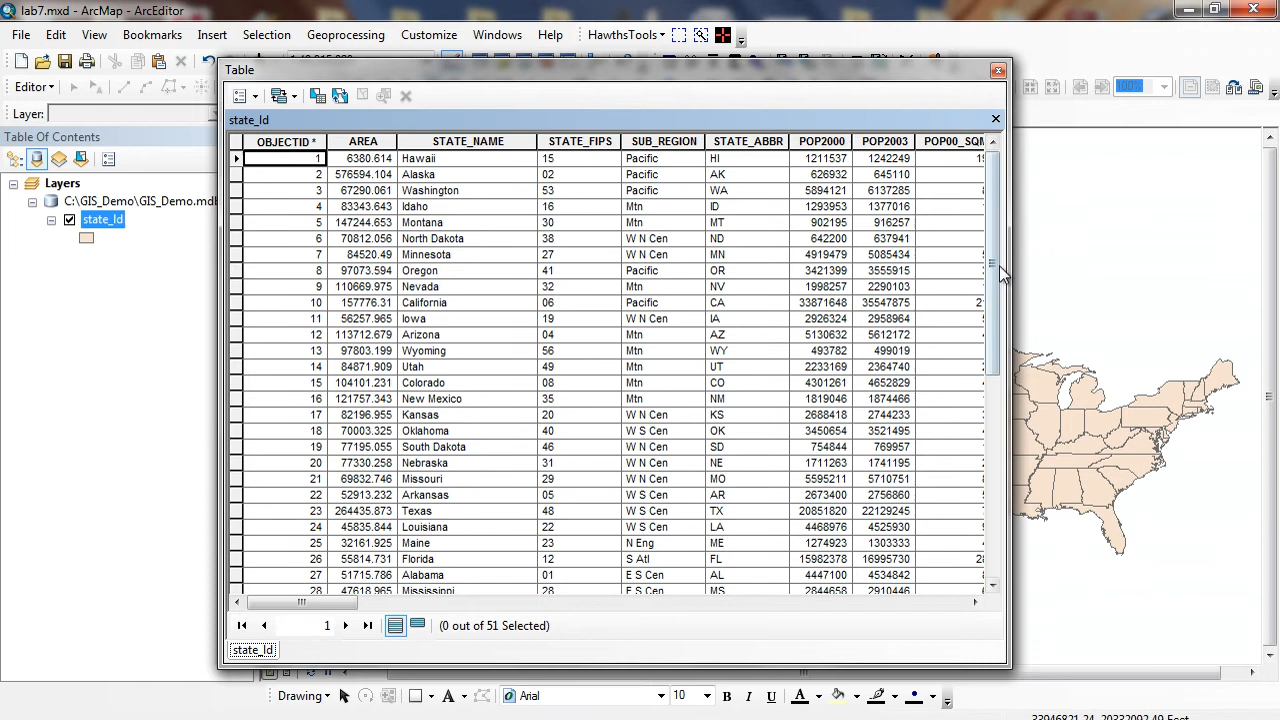 lab7.mxd - ArcMap - ArcEditor
File Edit View Bookmarks Insert Selection Geoprocessing Customize Windows Help HawthsTools
Editor 100%
Layer:
Table Of Contents
Layers
C:\GIS_Demo\GIS_Demo.mdb
state_ld
Table
state_ld
OBJECTID * AREA STATE_NAME STATE_FIPS SUB_REGION STATE_ABBR POP2000 POP2003 POP00_SQM
1 6380.614 Hawaii 15 Pacific HI 1211537 1242249
2 576594.104 Alaska 02 Pacific AK 626932 645110
3 67290.061 Washington 53 Pacific WA 5894121 6137285
4 83343.643 Idaho 16 Mtn ID 1293953 1377016
5 147244.653 Montana 30 Mtn MT 902195 916257
6 70812.056 North Dakota 38 W N Cen ND 642200 637941
7 84520.49 Minnesota 27 W N Cen MN 4919479 5085434
8 97073.594 Oregon 41 Pacific OR 3421399 3555915
9 110669.975 Nevada 32 Mtn NV 1998257 2290103
10 157776.31 California 06 Pacific CA 33871648 35547875
11 56257.965 Iowa 19 W N Cen IA 2926324 2958964
12 113712.679 Arizona 04 Mtn AZ 5130632 5612172
13 97803.199 Wyoming 56 Mtn WY 493782 499019
14 84871.909 Utah 49 Mtn UT 2233169 2364740
15 104101.231 Colorado 08 Mtn CO 4301261 4652829
16 121757.343 New Mexico 35 Mtn NM 1819046 1874466
17 82196.955 Kansas 20 W N Cen KS 2688418 2744233
18 70003.325 Oklahoma 40 W S Cen OK 3450654 3521495
19 77195.055 South Dakota 46 W N Cen SD 754844 769957
20 77330.258 Nebraska 31 W N Cen NE 1711263 1741195
21 69832.746 Missouri 29 W N Cen MO 5595211 5710751
22 52913.232 Arkansas 05 W S Cen AR 2673400 2756860
23 264435.873 Texas 48 W S Cen TX 20851820 22129245
24 45835.844 Louisiana 22 W S Cen LA 4468976 4525930
25 32161.925 Maine 23 N Eng ME 1274923 1303333
26 55814.731 Florida 12 S Atl FL 15982378 16995730
27 51715.786 Alabama 01 E S Cen AL 4447100 4534842
28 47618.965 Mississippi 28 E S Cen MS 2844658 2910446
1 (0 out of 51 Selected)
state_ld
Drawing A Arial 10 B I U A
33946821.24 20332092.49 Feet